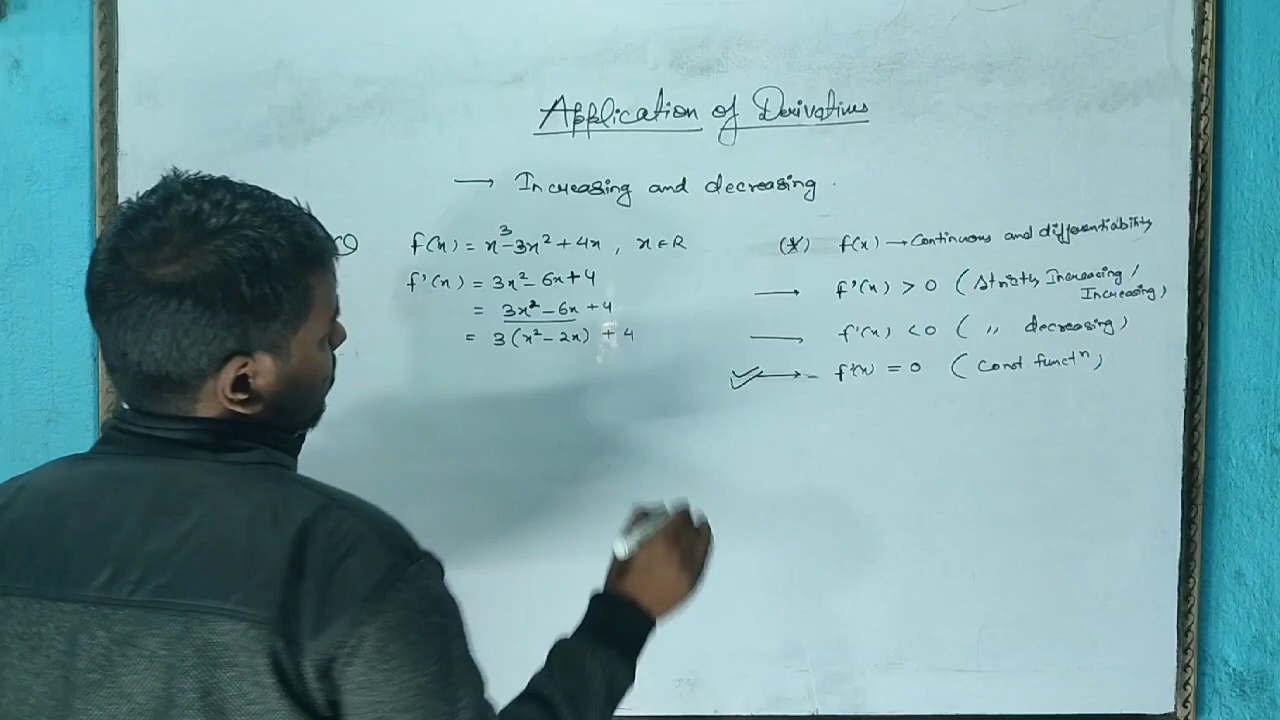 Application of Derivatives
→ Increasing and decreasing.
f(x) = x³-3x² + 4x , x ∈ R
f'(x) = 3x² - 6x + 4
= 3x² - 6x + 4
= 3(x² - 2x) + 4
(*) f(x) → Continuous and differentiability
→ f'(x) > 0 (Strictly Increasing /
Increasing)
f'(x) < 0 ( ,, decreasing)
→ - f'(x) = 0 (Const functⁿ)